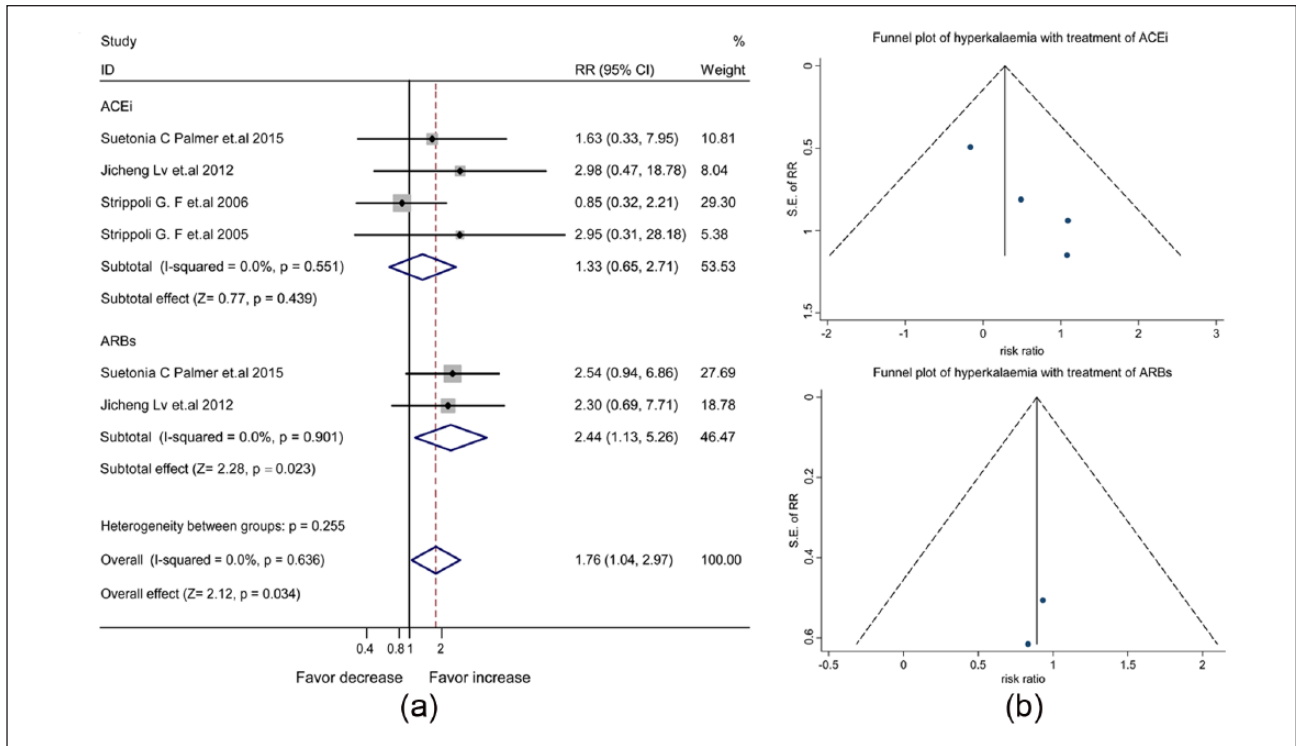 Study %
ID RR (95% CI) Weight
ACEi
Suetonia C Palmer et.al 2015 1.63 (0.33, 7.95) 10.81
Jicheng Lv et.al 2012 2.98 (0.47, 18.78) 8.04
Strippoli G. F et.al 2006 0.85 (0.32, 2.21) 29.30
Strippoli G. F et.al 2005 2.95 (0.31, 28.18) 5.38
Subtotal (I-squared = 0.0%, p = 0.551) 1.33 (0.65, 2.71) 53.53
Subtotal effect (Z= 0.77, p = 0.439)
ARBs
Suetonia C Palmer et.al 2015 2.54 (0.94, 6.86) 27.69
Jicheng Lv et.al 2012 2.30 (0.69, 7.71) 18.78
Subtotal (I-squared = 0.0%, p = 0.901) 2.44 (1.13, 5.26) 46.47
Subtotal effect (Z= 2.28, p = 0.023)
Heterogeneity between groups: p = 0.255
Overall (I-squared = 0.0%, p = 0.636) 1.76 (1.04, 2.97) 100.00
Overall effect (Z= 2.12, p = 0.034)
0.4 0.8 1 2
Favor decrease Favor increase
(a)
Funnel plot of hyperkalaemia with treatment of ACEi
S.E. of RR
0
0.5
1
1.5
-2 -1 0 1 2 3
risk ratio
Funnel plot of hyperkalaemia with treatment of ARBs
S.E. of RR
0
0.2
0.4
0.6
-0.5 0 0.5 1 1.5 2
risk ratio
(b)